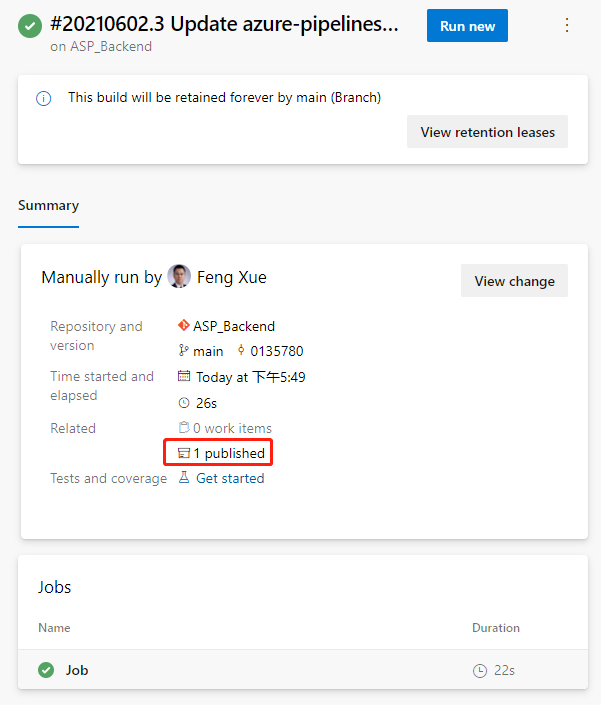 #20210602.3 Update azure-pipelines...
Run new
on ASP_Backend
This build will be retained forever by main (Branch)
View retention leases
Summary
Manually run by Feng Xue
View change
Repository and version
ASP_Backend
main 0135780
Time started and elapsed
Today at 下午5:49
26s
Related
0 work items
1 published
Tests and coverage
Get started
Jobs
Name Duration
Job 22s